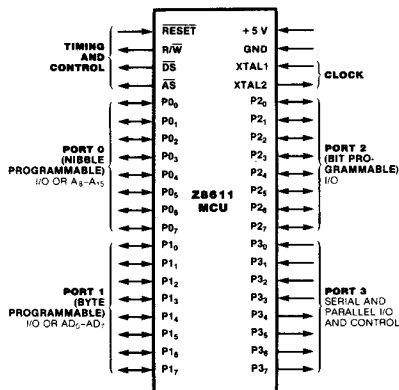 TIMING
AND
CONTROL
RESET
R/W
DS
AS
+5 V
GND
XTAL1
XTAL2
CLOCK
PORT 0
(NIBBLE
PROGRAMMABLE)
I/O OR A8–A15
P00
P01
P02
P03
P04
P05
P06
P07
Z8611
MCU
P20
P21
P22
P23
P24
P25
P26
P27
PORT 2
(BIT PRO-
GRAMMABLE)
I/O
PORT 1
(BYTE
PROGRAMMABLE)
I/O OR AD0–AD7
P10
P11
P12
P13
P14
P15
P16
P17
P30
P31
P32
P33
P34
P35
P36
P37
PORT 3
SERIAL AND
PARALLEL I/O
AND CONTROL